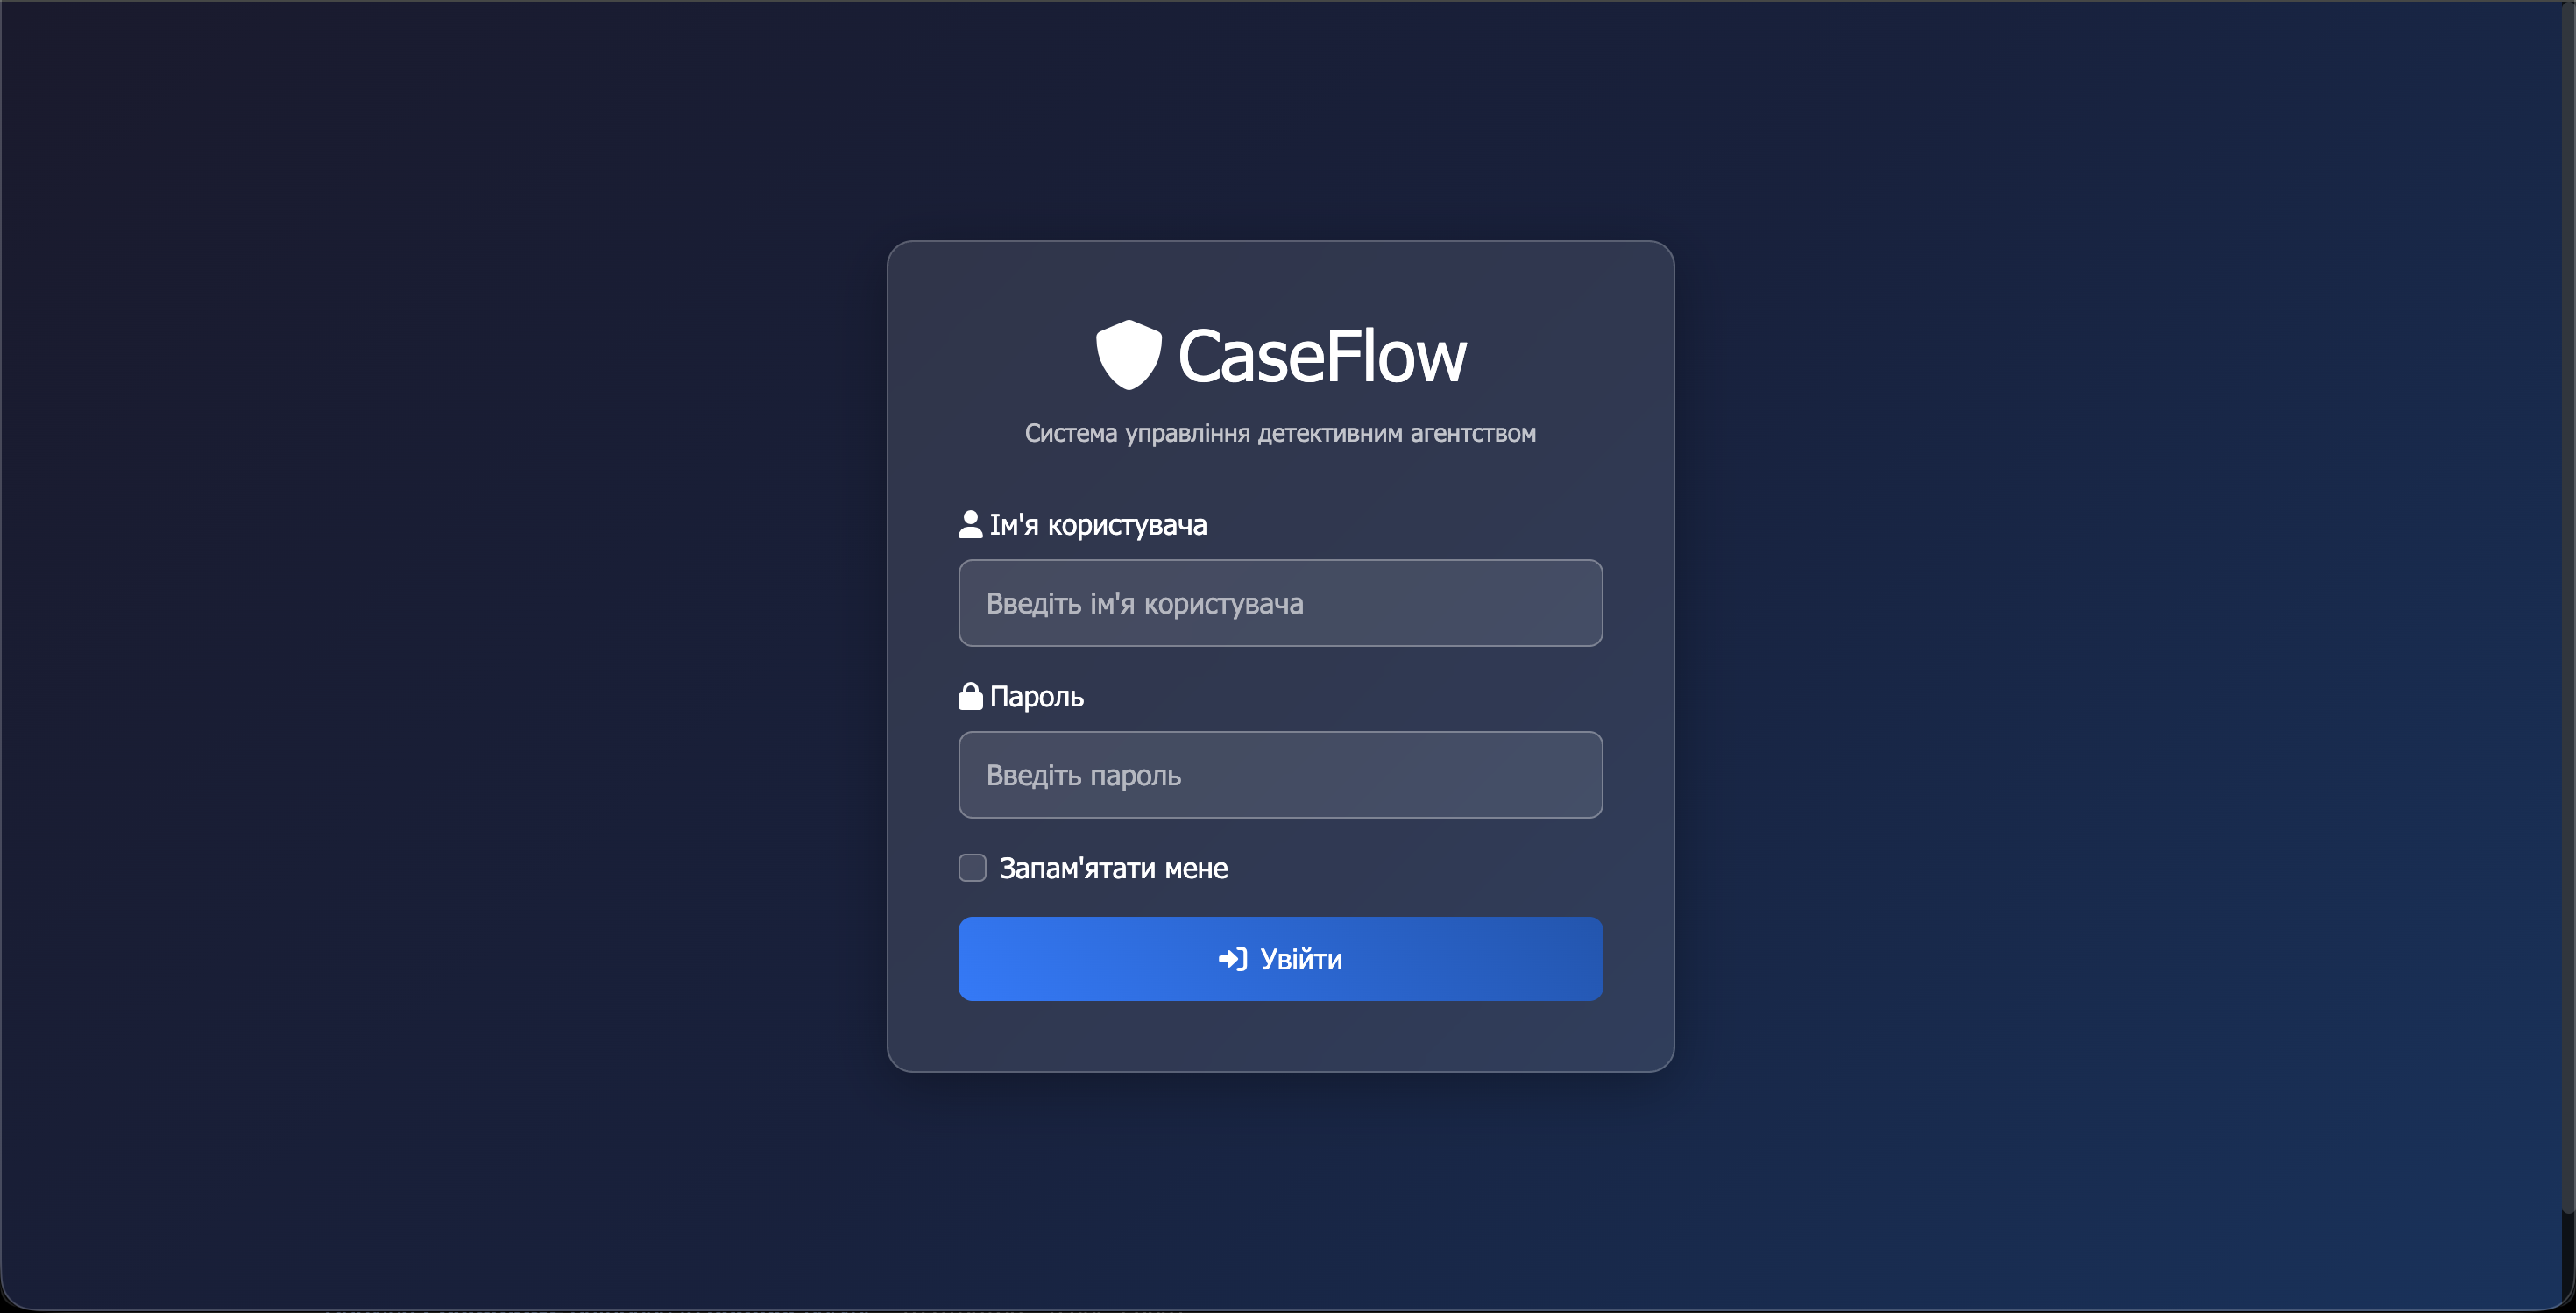 CaseFlow
Система управління детективним агентством
Ім'я користувача
Введіть ім'я користувача
Пароль
Введіть пароль
Запам'ятати мене
Увійти